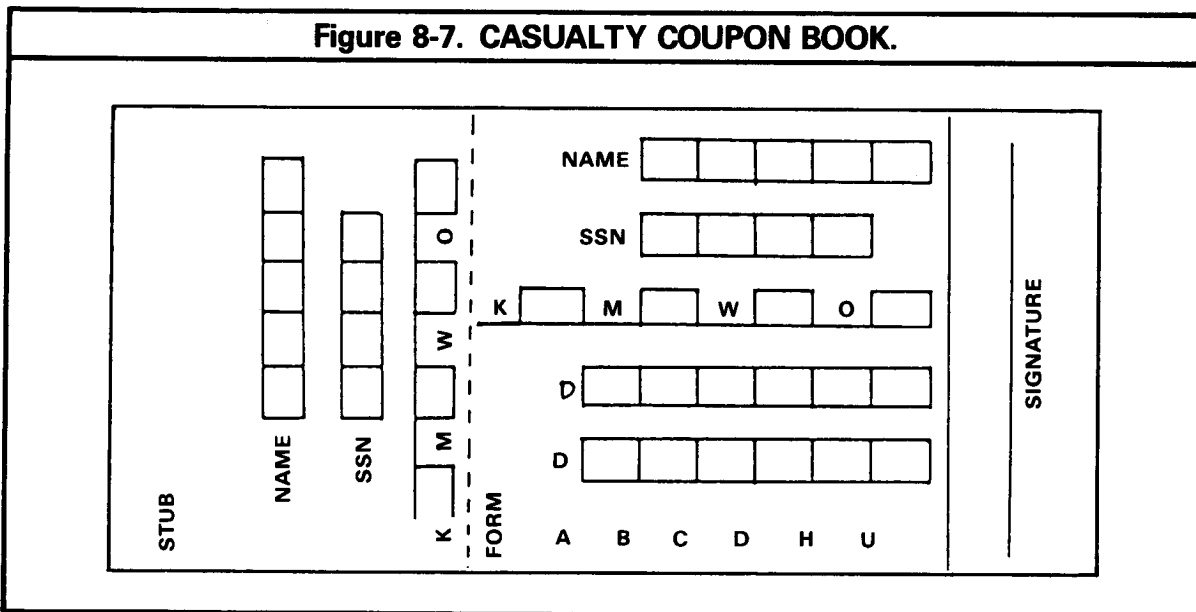 Figure 8-7. CASUALTY COUPON BOOK.
STUB
NAME
SSN
K M W O
FORM
NAME
SSN
K M W O
D
D
A B C D H U
SIGNATURE